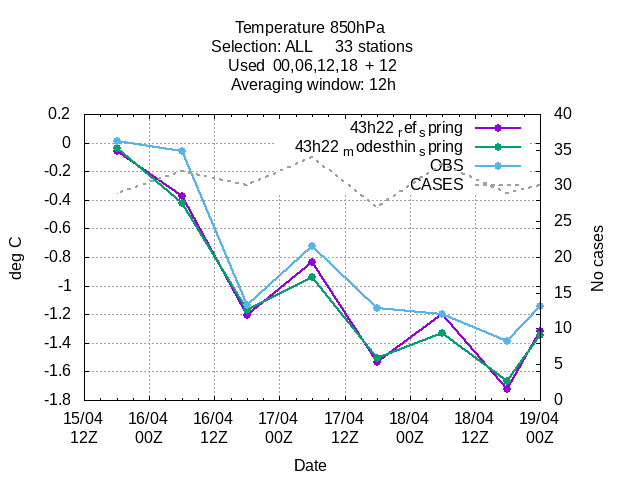 Temperature 850hPa
Selection: ALL 33 stations
Used 00,06,12,18 + 12
Averaging window: 12h
0.2
0
-0.2
-0.4
-0.6
-0.8
-1
-1.2
-1.4
-1.6
-1.8
deg C
43h22 refspring
43h22 modesthinspring
OBS
CASES
40
35
30
25
20
15
10
5
0
No cases
15/04 16/04 16/04 17/04 17/04 18/04 18/04 19/04
12Z 00Z 12Z 00Z 12Z 00Z 12Z 00Z
Date